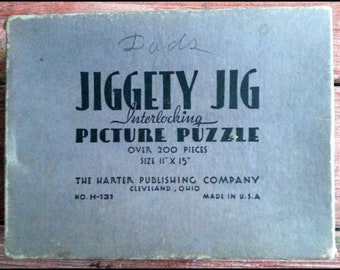 Dads
JIGGETY JIG
Interlocking
PICTURE PUZZLE
OVER 200 PIECES
SIZE 11" X 15"
THE HARTER PUBLISHING COMPANY
CLEVELAND, OHIO
NO. H-131 MADE IN U.S.A